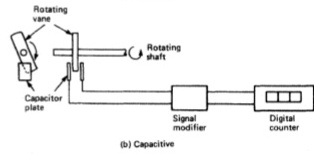 Rotating
vane
Rotating
shaft
Capacitor
plate
Signal
modifier
Digital
counter
(b) Capacitive